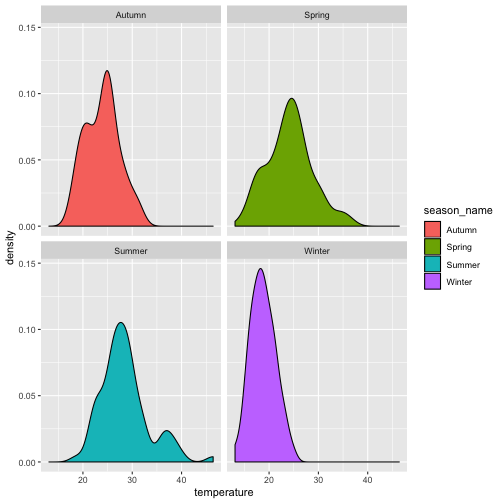 Autumn
Spring
0.15
0.10
0.05
0.00
season_name
Autumn
Spring
Summer
Winter
density
Summer
Winter
0.15
0.10
0.05
0.00
20 30 40
20 30 40
temperature